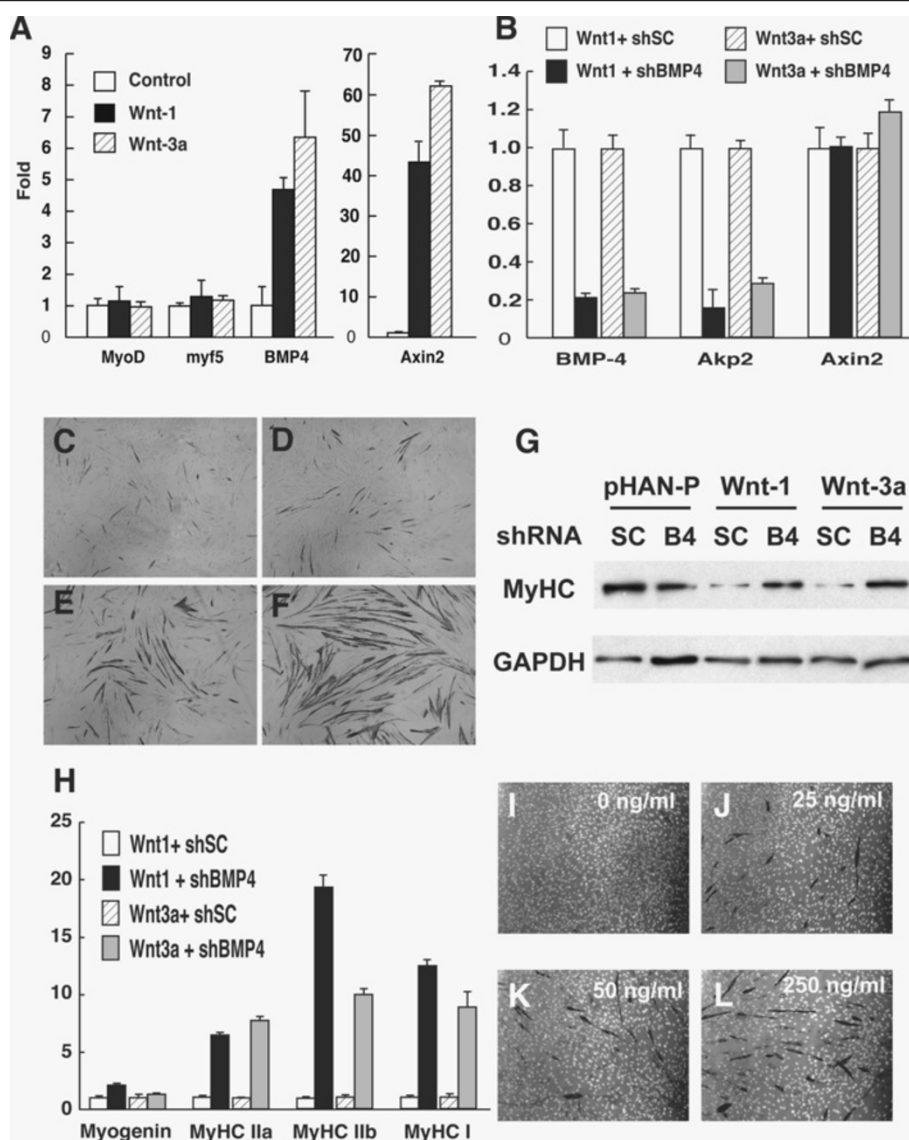 A
9
8
7
6
5
4
3
2
1
0
Fold
Control
Wnt-1
Wnt-3a
MyoD myf5 BMP4
70
60
50
40
30
20
10
0
Axin2
B
Wnt1+ shSC Wnt3a+ shSC
Wnt1 + shBMP4 Wnt3a + shBMP4
1.4
1.2
1.0
0.8
0.6
0.4
0.2
0
BMP-4 Akp2 Axin2
C D
E F
G
pHAN-P Wnt-1 Wnt-3a
shRNA SC B4 SC B4 SC B4
MyHC
GAPDH
H
25
20
15
10
5
0
Wnt1+ shSC
Wnt1 + shBMP4
Wnt3a+ shSC
Wnt3a + shBMP4
Myogenin MyHC IIa MyHC IIb MyHC I
I 0 ng/ml J 25 ng/ml
K 50 ng/ml L 250 ng/ml